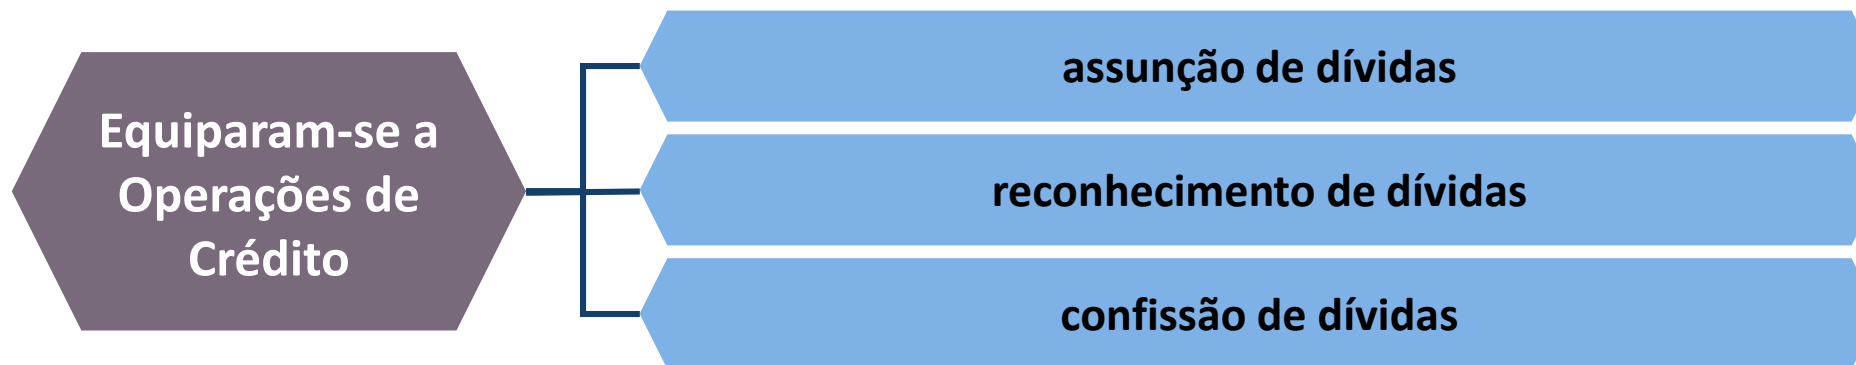 Equiparam-se a
Operações de
Crédito
assunção de dívidas
reconhecimento de dívidas
confissão de dívidas